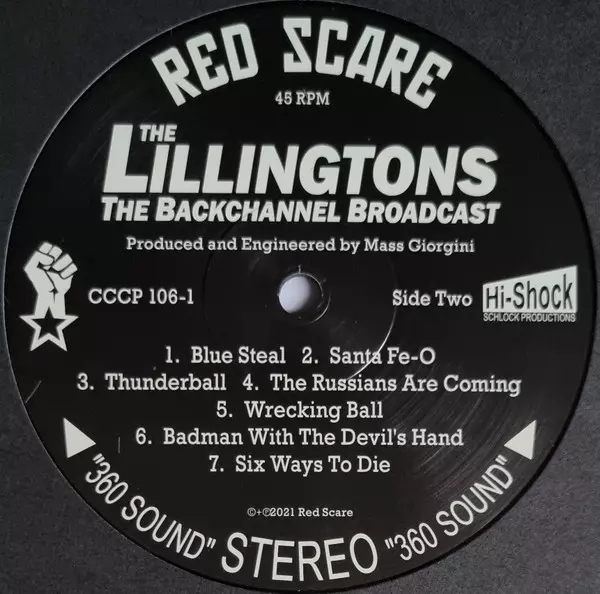 RED SCARE
45 RPM
THE
LILLINGTONS
THE BACKCHANNEL BROADCAST
Produced and Engineered by Mass Giorgini
CCCP 106-1
Side Two
Hi-Shock
SCHLOCK PRODUCTIONS
1. Blue Steal 2. Santa Fe-O
3. Thunderball 4. The Russians Are Coming
5. Wrecking Ball
6. Badman With The Devil's Hand
7. Six Ways To Die
©+℗2021 Red Scare
"360 SOUND" STEREO "360 SOUND"